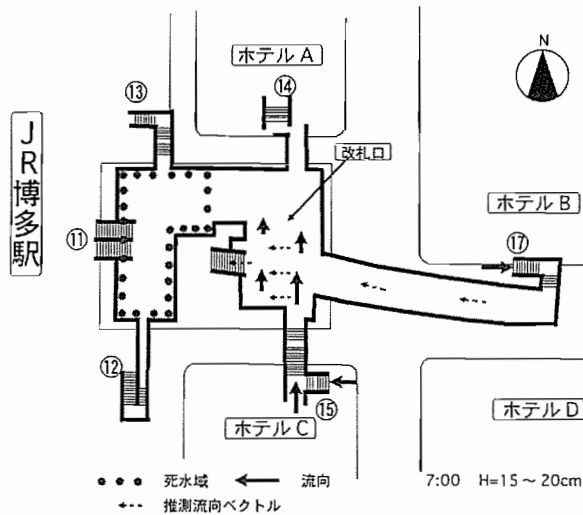 ホテルA
N
⑬
⑭
JR博多駅
改札口
ホテルB
⑪
⑰
⑫
⑮
ホテルC
ホテルD
死水域
流向
7:00 H=15～20cm
推測流向ベクトル